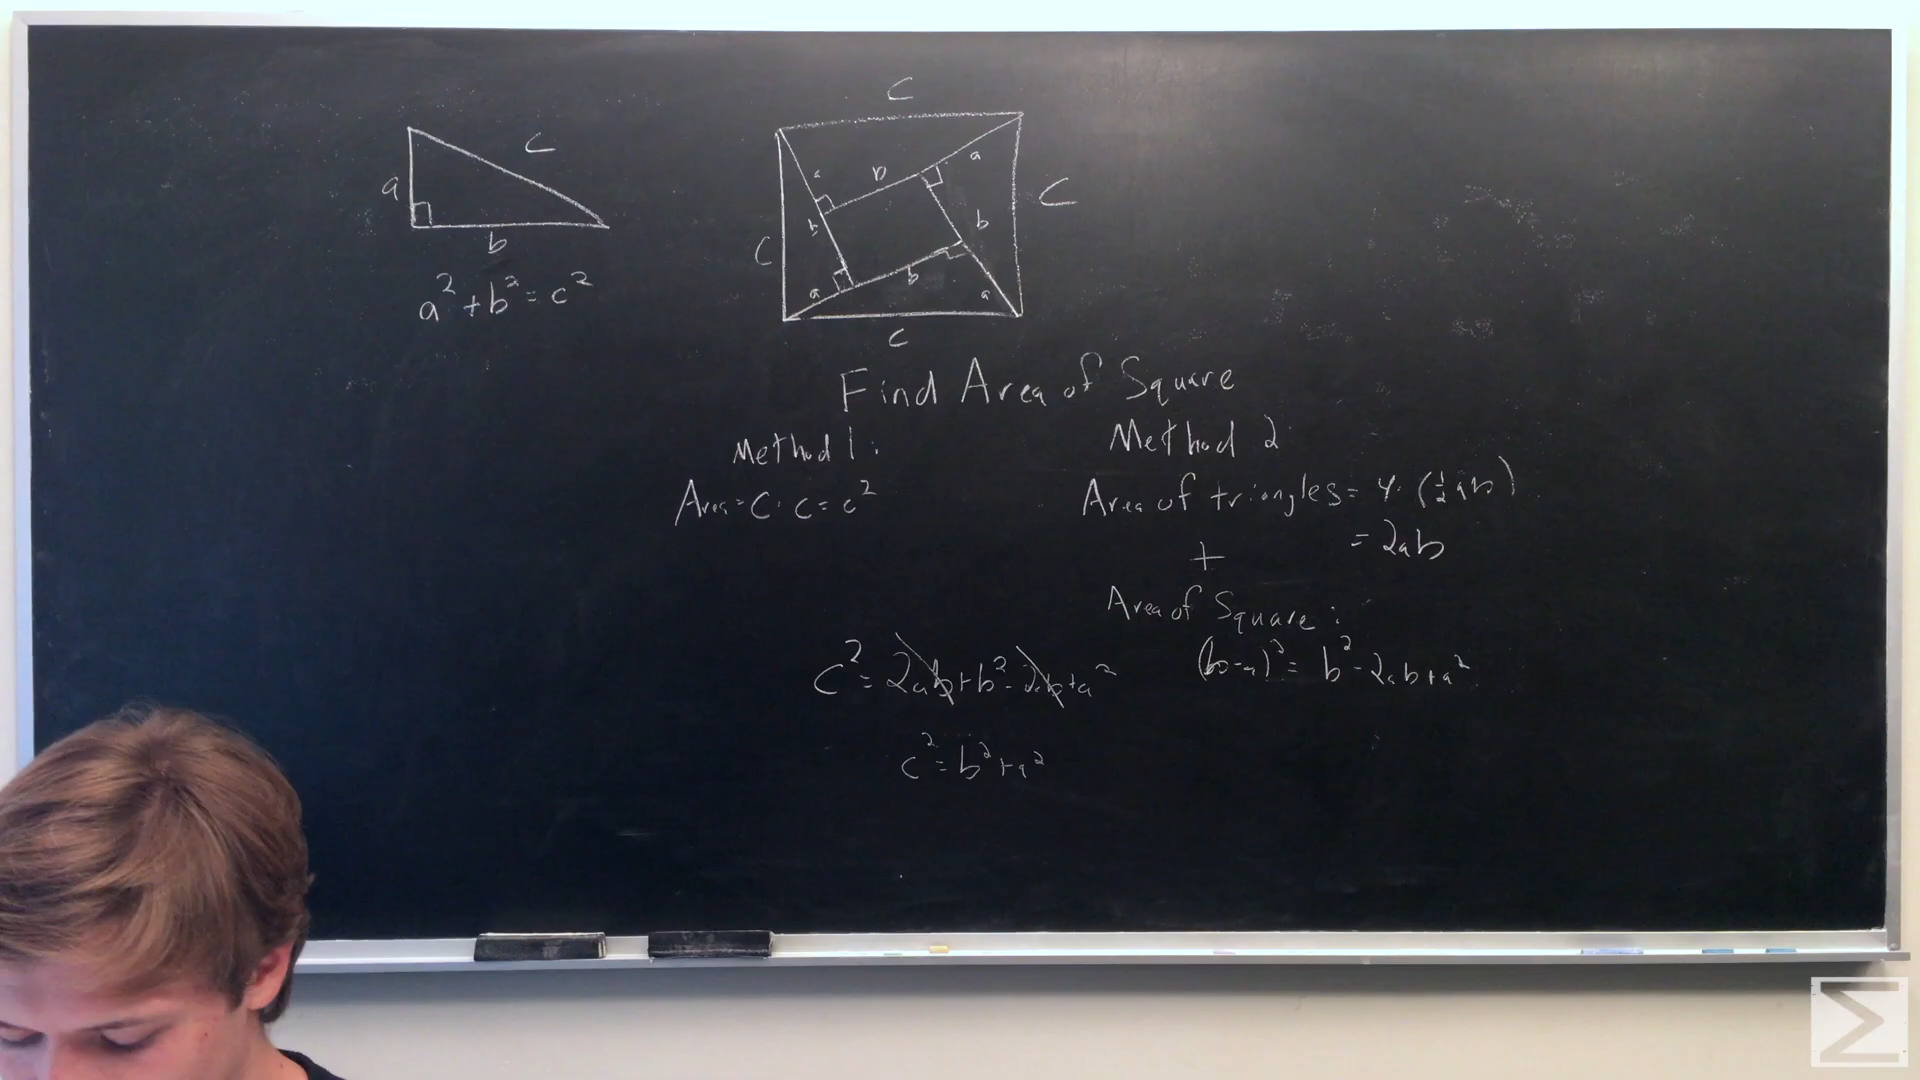 c
a
b
a² + b² = c²
C
a
b
a
C
b
b
C
b
a
a
C
Find Area of Square
Method 1:
Area = C · c = c²
Method 2
Area of triangles = 4 · (½ab)
= 2ab
+
Area of Square:
(b-a)² = b² - 2ab + a²
c² = 2ab + b² - 2ab + a²
c² = b² + a²
Σ